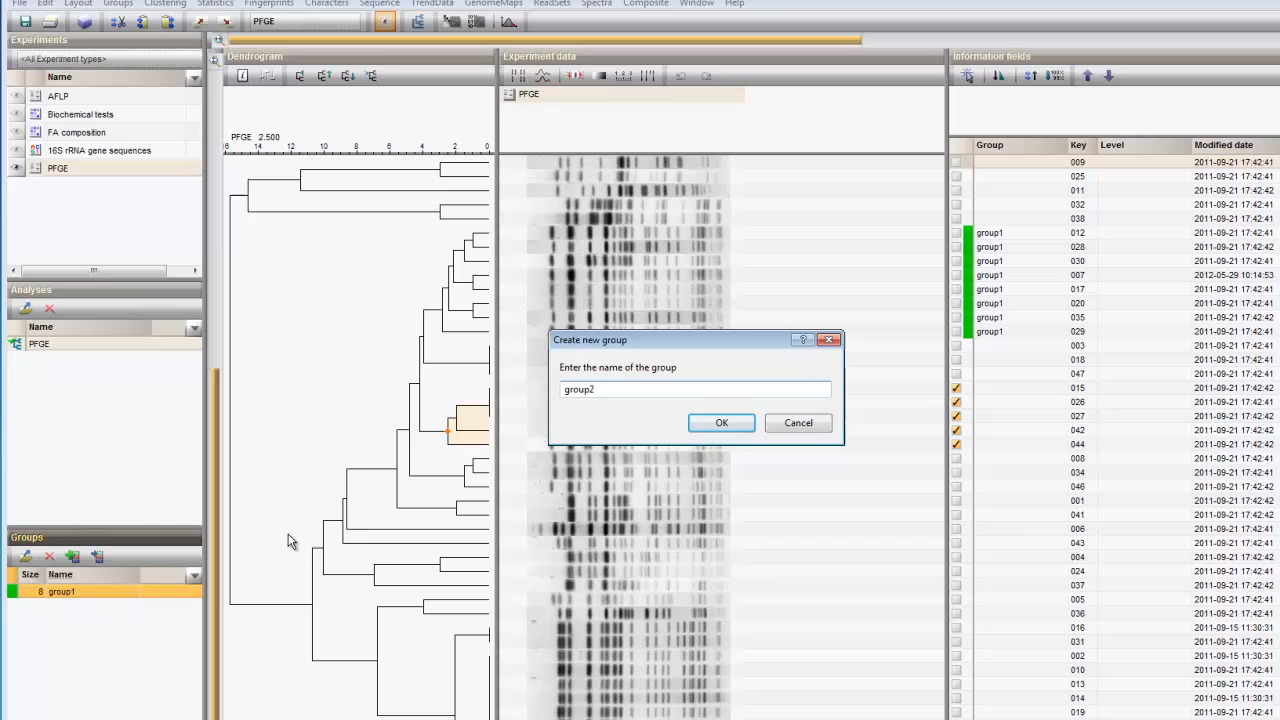 File Edit Layout Groups Clustering Statistics Fingerprints Characters Sequence TrendData GenomeMaps ReadSets Spectra Composite Window Help
PFGE
Experiments
<All Experiment types>
Name
AFLP
Biochemical tests
FA composition
16S rRNA gene sequences
PFGE
Analyses
Name
PFGE
Groups
Size Name
8 group1
Dendrogram
PFGE 2.500
16 14 12 10 8 6 4 2 0
Experiment data
PFGE
Create new group
Enter the name of the group
group2
OK Cancel
Information fields
Group Key Level Modified date
009 2011-09-21 17:42:41
025 2011-09-21 17:42:41
011 2011-09-21 17:42:42
032 2011-09-21 17:42:41
038 2011-09-21 17:42:41
group1 012 2011-09-21 17:42:41
group1 028 2011-09-21 17:42:42
group1 030 2011-09-21 17:42:41
group1 007 2012-05-29 10:14:53
group1 017 2011-09-21 17:42:41
group1 020 2011-09-21 17:42:41
group1 035 2011-09-21 17:42:42
group1 029 2011-09-21 17:42:41
003 2011-09-21 17:42:41
018 2011-09-21 17:42:41
047 2011-09-21 17:42:41
015 2011-09-21 17:42:42
026 2011-09-21 17:42:41
027 2011-09-21 17:42:42
042 2011-09-21 17:42:42
044 2011-09-21 17:42:42
008 2011-09-21 17:42:41
034 2011-09-21 17:42:42
046 2011-09-21 17:42:42
001 2011-09-21 17:42:42
041 2011-09-21 17:42:42
006 2011-09-21 17:42:42
043 2011-09-21 17:42:41
004 2011-09-21 17:42:42
024 2011-09-21 17:42:41
037 2011-09-21 17:42:42
005 2011-09-21 17:42:41
036 2011-09-21 17:42:41
016 2011-09-15 11:30:31
031 2011-09-21 17:42:41
002 2011-09-15 11:30:31
010 2011-09-21 17:42:41
013 2011-09-21 17:42:41
014 2011-09-15 11:30:31
019 2011-09-21 17:42:41